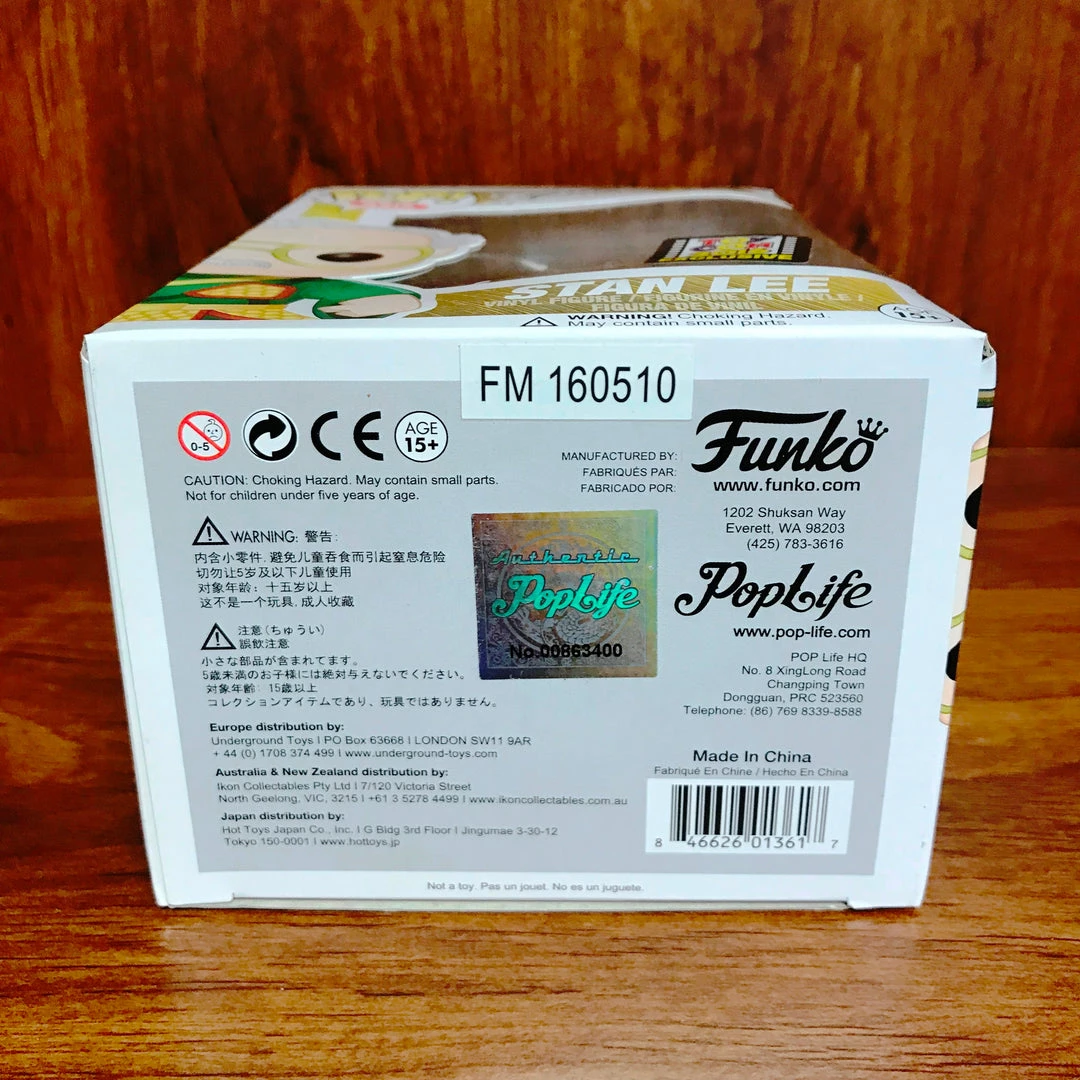 EXCLUSIVE
STAN LEE
VINYL FIGURE / FIGURINE EN VINYLE /
FIGURA DE VINIL
WARNING! Choking Hazard.
May contain small parts.
15+
FM 160510
0-5
CE
AGE
15+
CAUTION: Choking Hazard. May contain small parts.
Not for children under five years of age.
MANUFACTURED BY:
FABRIQUÉS PAR:
FABRICADO POR:
Funko
www.funko.com
1202 Shuksan Way
Everett, WA 98203
(425) 783-3616
WARNING: 警告:
内含小零件, 避免儿童吞食而引起窒息危险
切勿让5岁及以下儿童使用
对象年龄: 十五岁以上
这不是一个玩具, 成人收藏
注意(ちゅうい)
誤飲注意
小さな部品が含まれてます。
5歳未満のお子様には絶対与えないでください。
対象年齢: 15歳以上
コレクションアイテムであり、玩具ではありません。
Authentic
PopLife
No.00863400
PopLife
www.pop-life.com
POP Life HQ
No. 8 XingLong Road
Changping Town
Dongguan, PRC 523560
Telephone: (86) 769 8339-8588
Europe distribution by:
Underground Toys I PO Box 63668 I LONDON SW11 9AR
+ 44 (0) 1708 374 499 I www.underground-toys.com
Australia & New Zealand distribution by:
Ikon Collectables Pty Ltd I 7/120 Victoria Street
North Geelong, VIC, 3215 I +61 3 5278 4499 I www.ikoncollectables.com.au
Japan distribution by:
Hot Toys Japan Co., Inc. I G Bldg 3rd Floor I Jingumae 3-30-12
Tokyo 150-0001 I www.hottoys.jp
Made In China
Fabriqué En Chine / Hecho En China
8 46626 01361 7
Not a toy. Pas un jouet. No es un juguete.